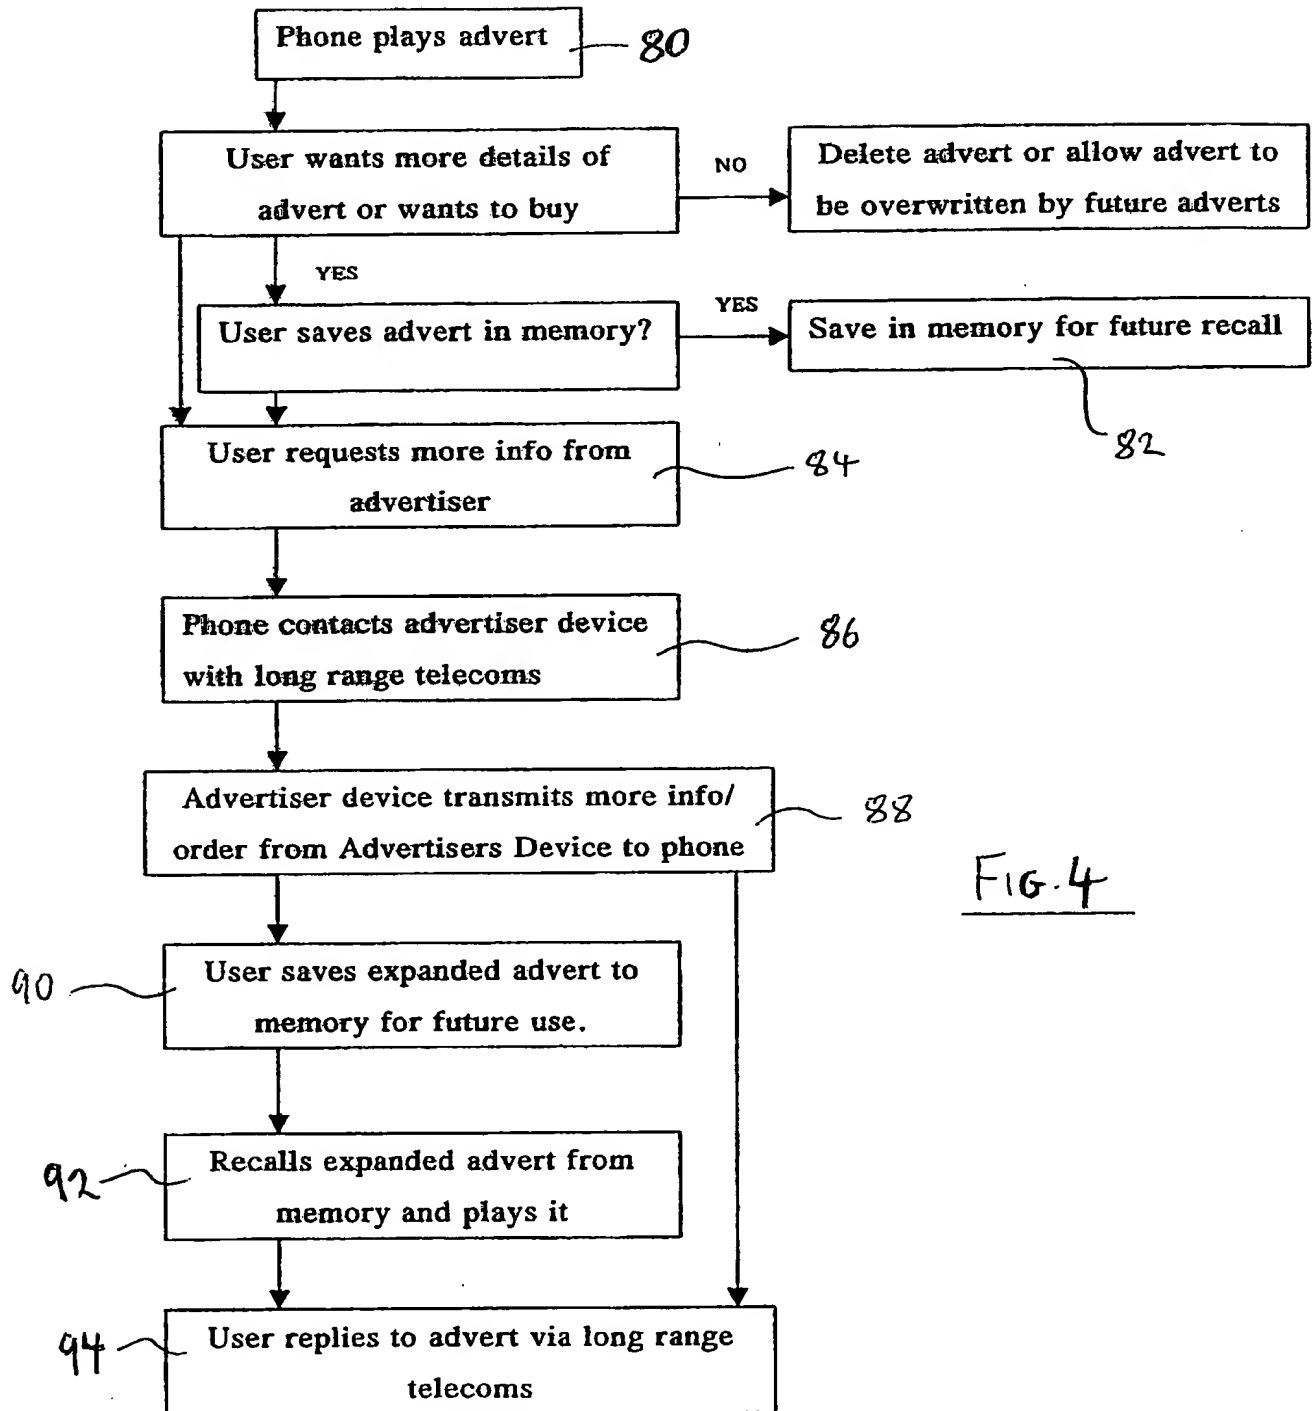 Phone plays advert
80
User wants more details of
advert or wants to buy
NO
Delete advert or allow advert to
be overwritten by future adverts
YES
User saves advert in memory?
YES
Save in memory for future recall
82
User requests more info from
advertiser
84
Phone contacts advertiser device
with long range telecoms
86
Advertiser device transmits more info/
order from Advertisers Device to phone
88
FIG.4
90
User saves expanded advert to
memory for future use.
92
Recalls expanded advert from
memory and plays it
94
User replies to advert via long range
telecoms